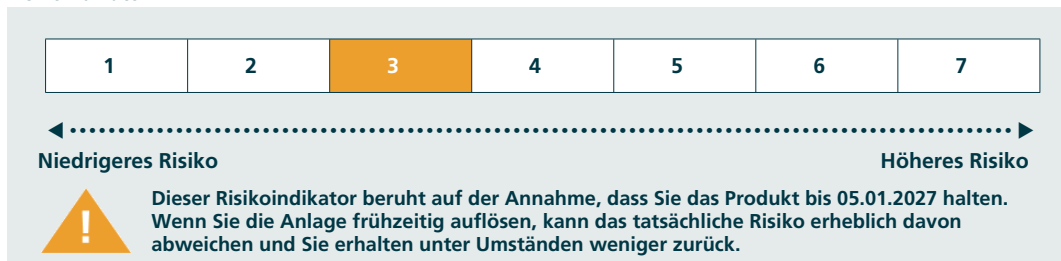 1 2 3 4 5 6 7
Niedrigeres Risiko Höheres Risiko
!
Dieser Risikoindikator beruht auf der Annahme, dass Sie das Produkt bis 05.01.2027 halten.
Wenn Sie die Anlage frühzeitig auflösen, kann das tatsächliche Risiko erheblich davon
abweichen und Sie erhalten unter Umständen weniger zurück.